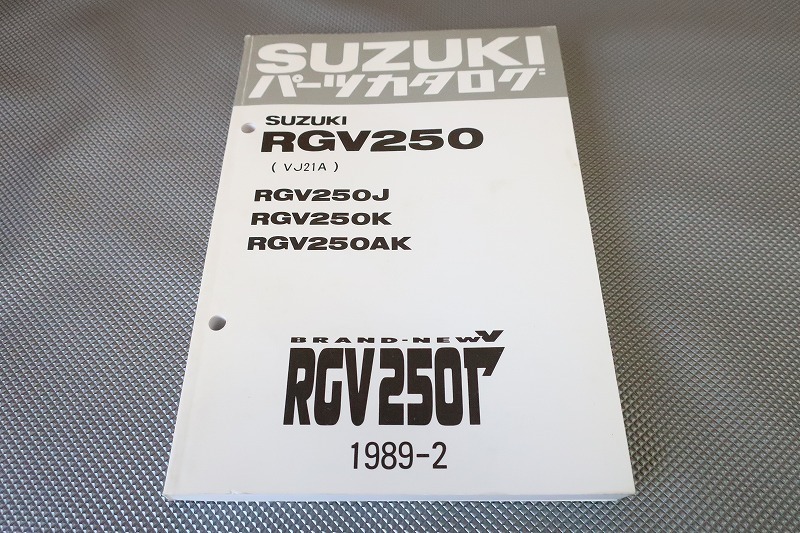 SUZUKI
パーツカタログ
SUZUKI
RGV250
( VJ21A )
RGV250J
RGV250K
RGV250AK
BRAND-NEW V
RGV250Γ
1989-2